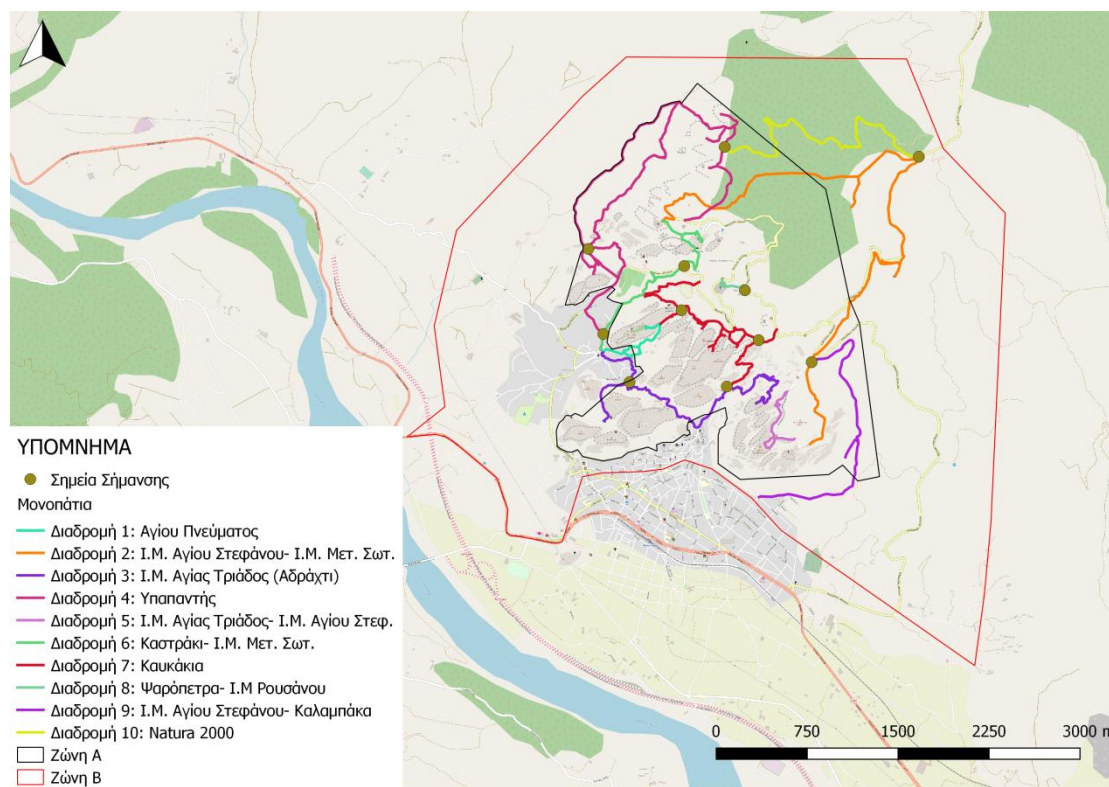 ΥΠΟΜΝΗΜΑ
Σημεία Σήμανσης
Μονοπάτια
Διαδρομή 1: Αγίου Πνεύματος
Διαδρομή 2: Ι.Μ. Αγίου Στεφάνου- Ι.Μ. Μετ. Σωτ.
Διαδρομή 3: Ι.Μ. Αγίας Τριάδος (Αδράχτι)
Διαδρομή 4: Υπαπαντής
Διαδρομή 5: Ι.Μ. Αγίας Τριάδος- Ι.Μ. Αγίου Στεφ.
Διαδρομή 6: Καστράκι- Ι.Μ. Μετ. Σωτ.
Διαδρομή 7: Καυκάκια
Διαδρομή 8: Ψαρόπετρα- Ι.Μ Ρουσάνου
Διαδρομή 9: Ι.Μ. Αγίου Στεφάνου- Καλαμπάκα
Διαδρομή 10: Natura 2000
Ζώνη Α
Ζώνη Β
0 750 1500 2250 3000 m